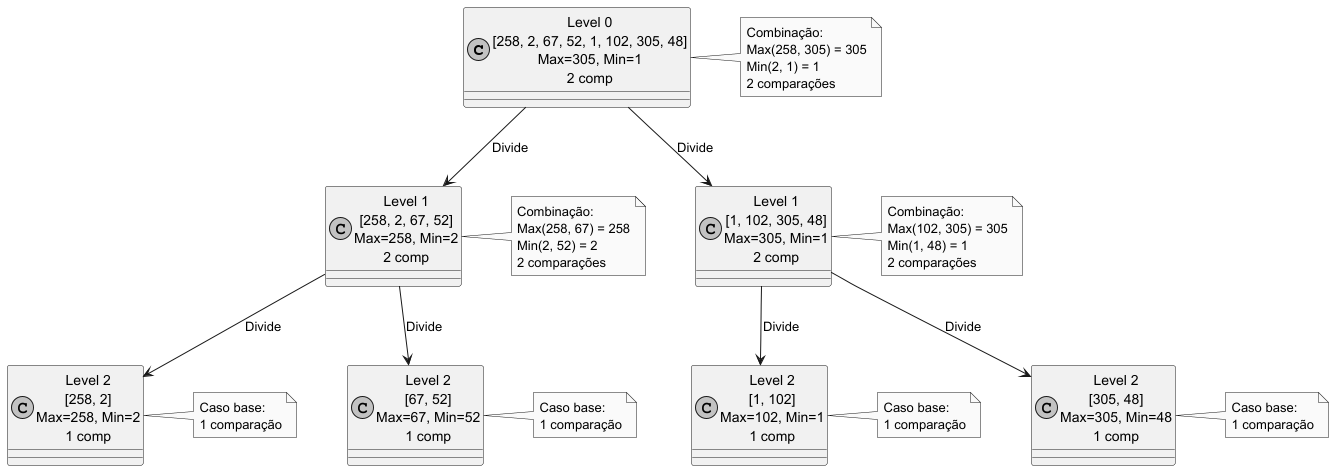 Level 0
[258, 2, 67, 52, 1, 102, 305, 48]
Max=305, Min=1
2 comp
C
Combinação:
Max(258, 305) = 305
Min(2, 1) = 1
2 comparações
Divide
Divide
Level 1
[258, 2, 67, 52]
Max=258, Min=2
2 comp
C
Combinação:
Max(258, 67) = 258
Min(2, 52) = 2
2 comparações
Level 1
[1, 102, 305, 48]
Max=305, Min=1
2 comp
C
Combinação:
Max(102, 305) = 305
Min(1, 48) = 1
2 comparações
Divide
Divide
Divide
Divide
Level 2
[258, 2]
Max=258, Min=2
1 comp
C
Caso base:
1 comparação
Level 2
[67, 52]
Max=67, Min=52
1 comp
C
Caso base:
1 comparação
Level 2
[1, 102]
Max=102, Min=1
1 comp
C
Caso base:
1 comparação
Level 2
[305, 48]
Max=305, Min=48
1 comp
C
Caso base:
1 comparação